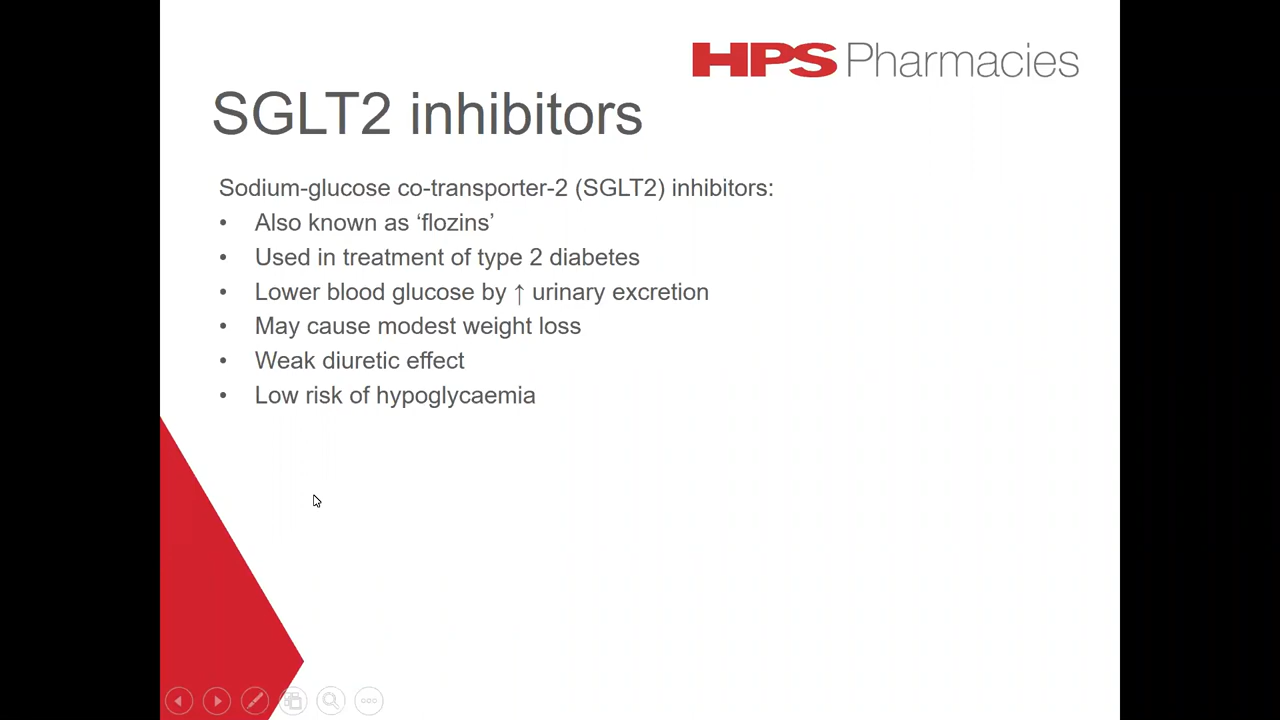 HPS Pharmacies
SGLT2 inhibitors
Sodium-glucose co-transporter-2 (SGLT2) inhibitors:
• Also known as ‘flozins’
• Used in treatment of type 2 diabetes
• Lower blood glucose by ↑ urinary excretion
• May cause modest weight loss
• Weak diuretic effect
• Low risk of hypoglycaemia